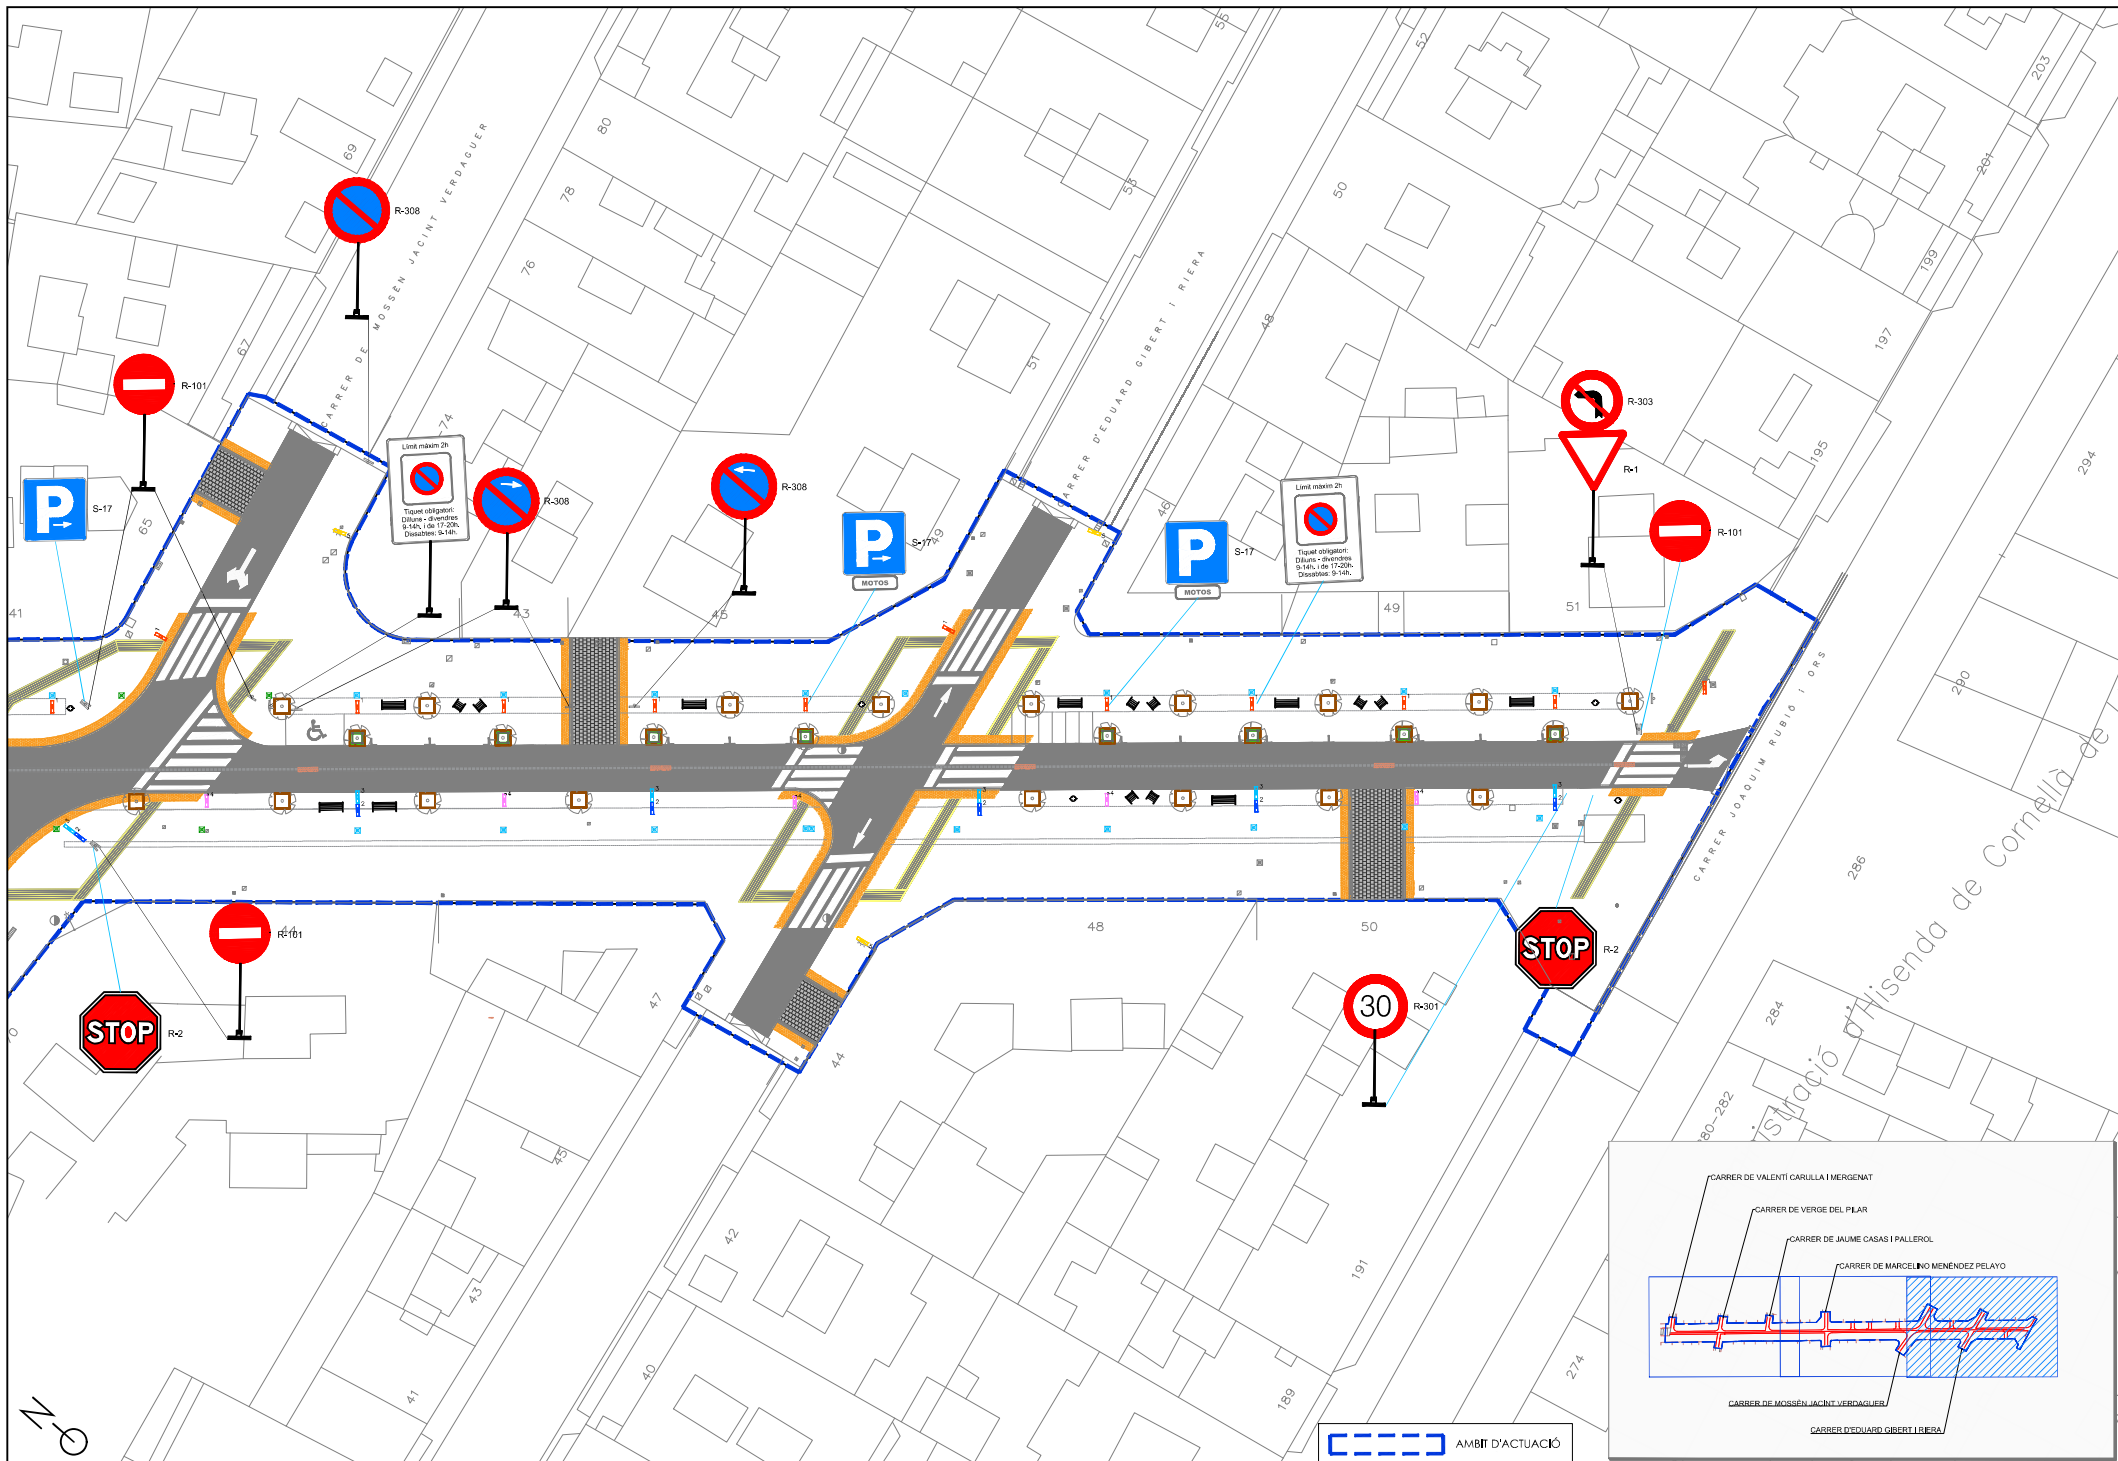 55
52
203
80
69
CARRER DE MOSSÈN JACINT VERDAGUER
78
53
50
201
R-308
76
199
CARRER D'EDUARD GIBERT I RIERA
67
51
48
197
R-101
R-303
74
Límit màxim 2h
Tiquet obligatori:
Dilluns - divendres
9-14h. i de 17-20h.
Dissabtes: 9-14h.
R-308
R-308
195
294
R-1
P
S-17
65
P
S-17
MOTOS
49
46
P
S-17
MOTOS
Límit màxim 2h
Tiquet obligatori:
Dilluns - divendres
9-14h. i de 17-20h.
Dissabtes: 9-14h.
R-101
41
43
45
49
51
290
CARRER JOAQUIM RUBIÓ I ORS
286
44
R-101
48
50
STOP
R-2
d'Hisenda de Cornellà de
STOP
R-2
47
30
R-301
284
44
280-282
45
42
191
43
40
41
189
274
CARRER DE VALENTÍ CARULLA I MERGENAT
CARRER DE VERGE DEL PILAR
CARRER DE JAUME CASAS I PALLEROL
CARRER DE MARCELINO MENÉNDEZ PELAYO
CARRER DE MOSSÈN JACINT VERDAGUER
CARRER D'EDUARD GIBERT I RIERA
N
AMBIT D'ACTUACIÓ